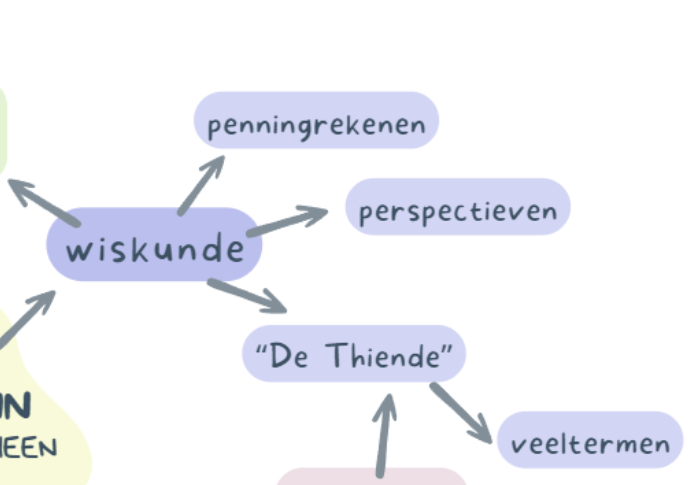 penningrekenen
perspectieven
wiskunde
"De Thiende"
veeltermen